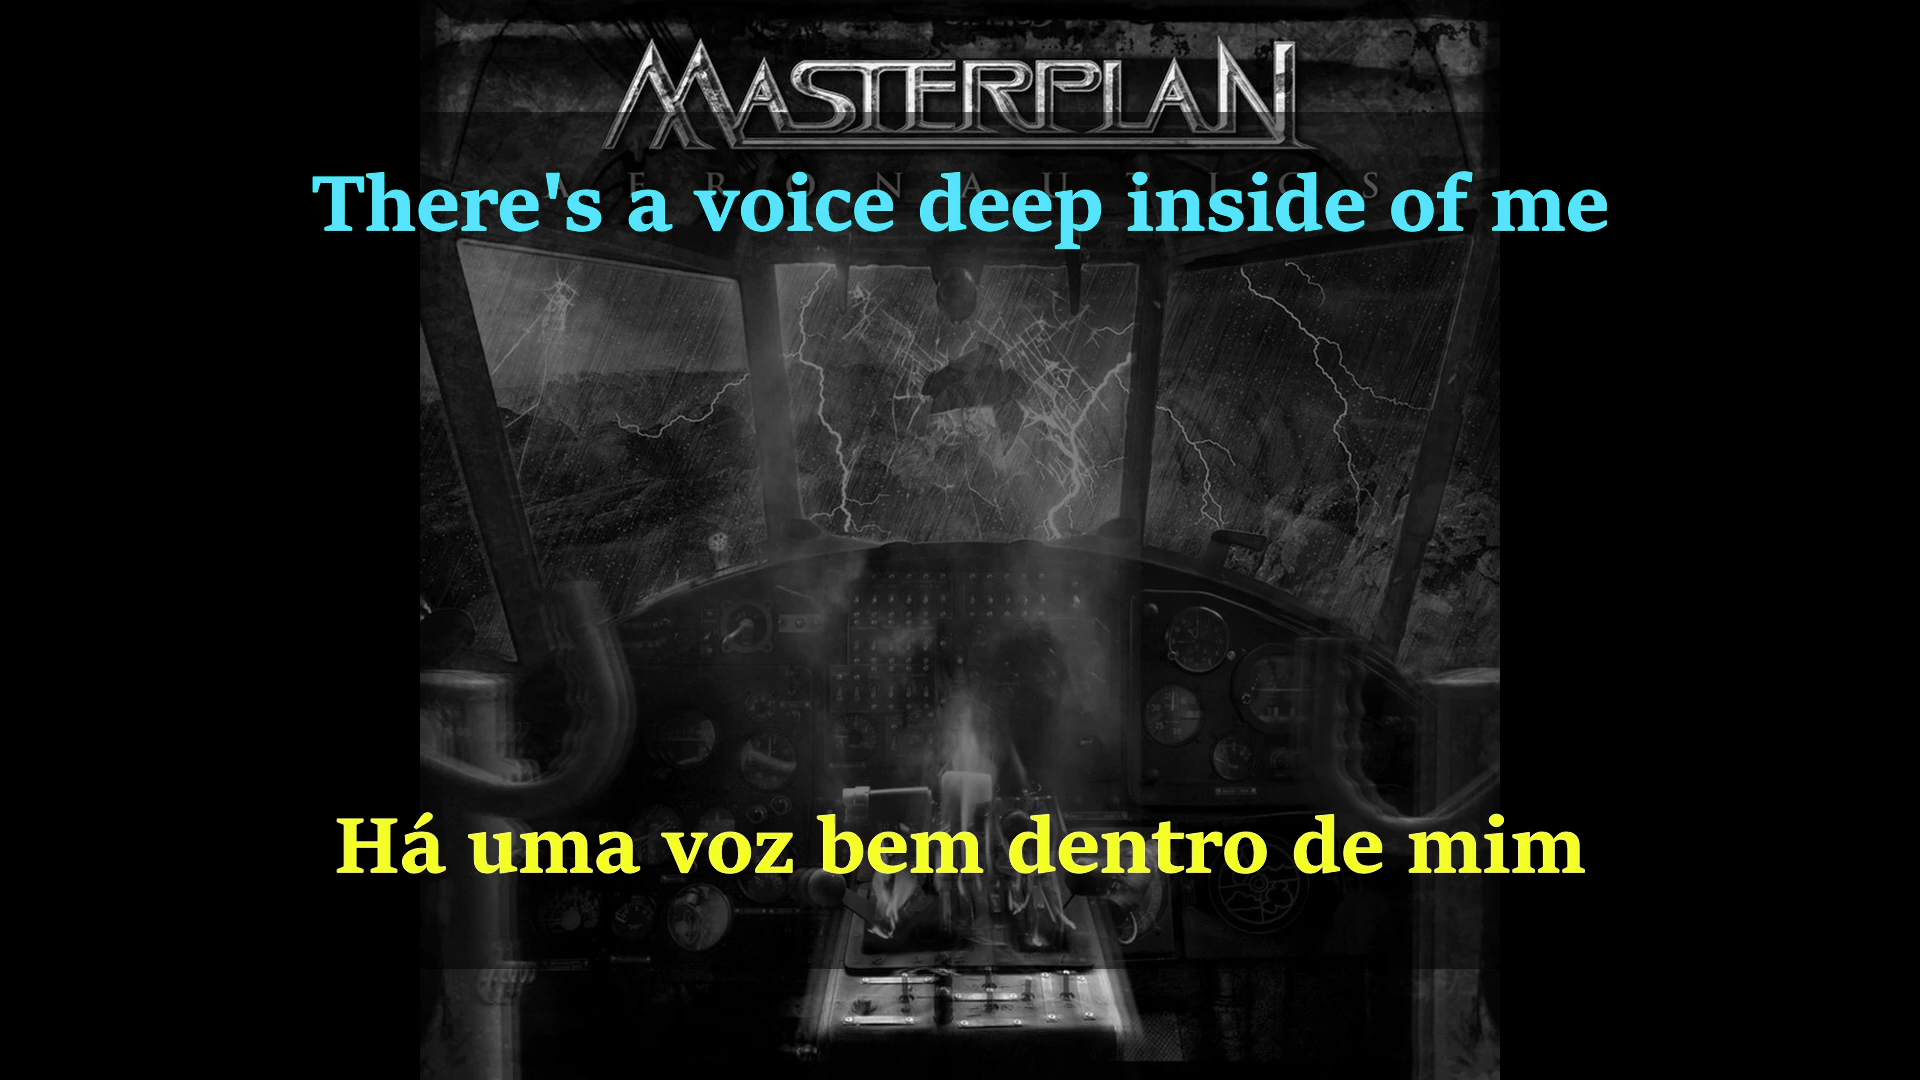 MASTERPLAN
AERONAUTICS
There's a voice deep inside of me
Há uma voz bem dentro de mim